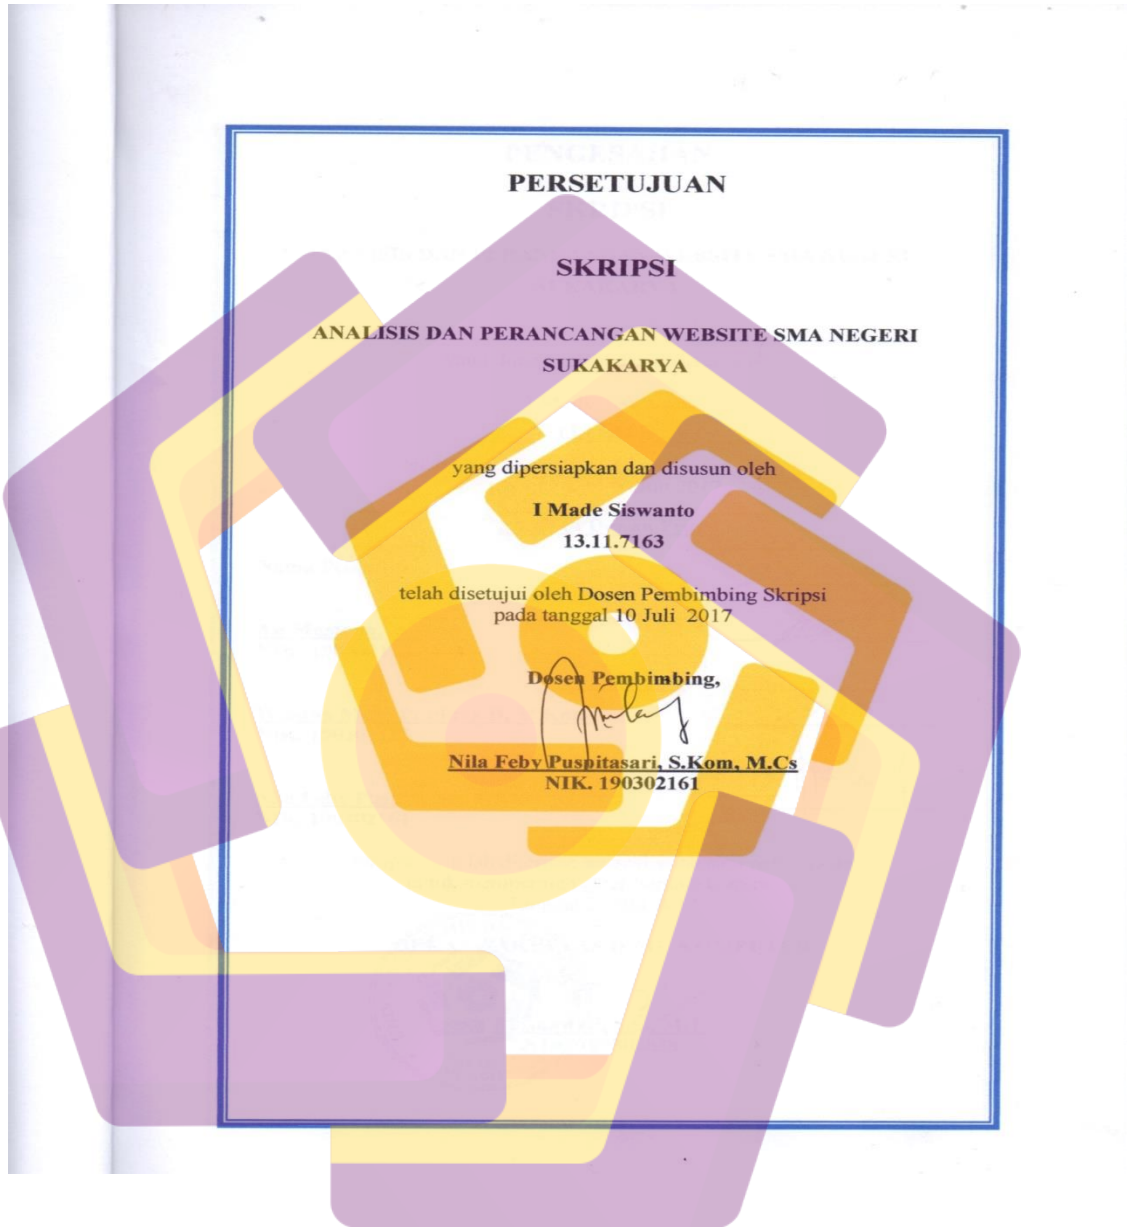 PERSETUJUAN
SKRIPSI
ANALISIS DAN PERANCANGAN WEBSITE SMA NEGERI
SUKAKARYA
yang dipersiapkan dan disusun oleh
I Made Siswanto
13.11.7163
telah disetujui oleh Dosen Pembimbing Skripsi
pada tanggal 10 Juli 2017
Dosen Pembimbing,
Nila Feby Puspitasari, S.Kom, M.Cs
NIK. 190302161